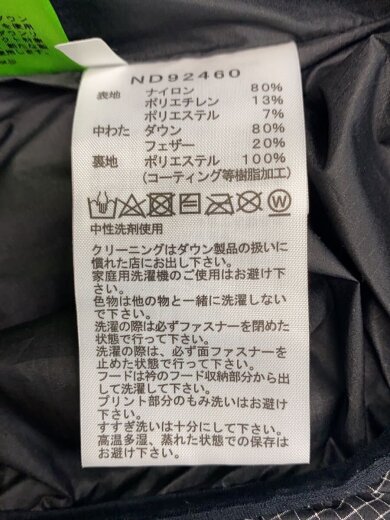 ダウン
を使用
新たな
ND92460
表地 ナイロン 80%
ポリエチレン 13%
ポリエステル 7%
中わた ダウン 80%
フェザー 20%
裏地 ポリエステル 100%
(コーティング等樹脂加工)
中性洗剤使用
クリーニングはダウン製品の扱いに
慣れた店にお出し下さい。
家庭用洗濯機のご使用はお避け下
さい。
色物は他の物と一緒に洗濯しない
で下さい。
洗濯の際は必ずファスナーを閉めた
状態で行って下さい。
洗濯の際は、必ず面ファスナーを
止めた状態で行って下さい。
フードは衿のフード収納部分から出
して洗濯して下さい。
プリント部分のもみ洗いはお避け
下さい。
すすぎ洗いは十分にして下さい。
高温多湿、蒸れた状態での保存は
お避け下さい。